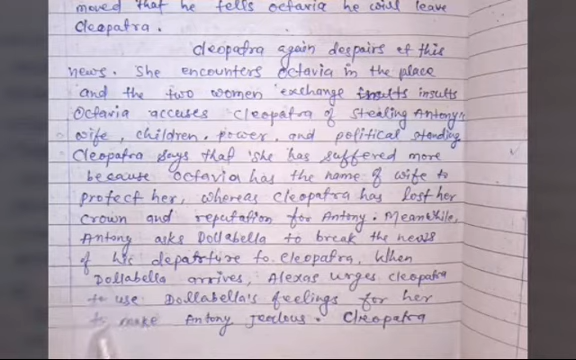 moved that he tells octavia he will leave
Cleopatra.
Cleopatra again despairs of this
news. She encounters Octavia in the place
and the two women exchange insults insults
Octavia accuses Cleopatra of stealing Antony's
wife, children, power, and political standing
Cleopatra says that she has suffered more
because Octavia has the name of wife to
protect her, whereas Cleopatra has lost her
crown and reputation for Antony. Meanwhile,
Antony asks Dollabella to break the news
of his departure to Cleopatra. When
Dollabella arrives, Alexas urges Cleopatra
to use Dollabella's feelings for her
to make Antony jealous. Cleopatra